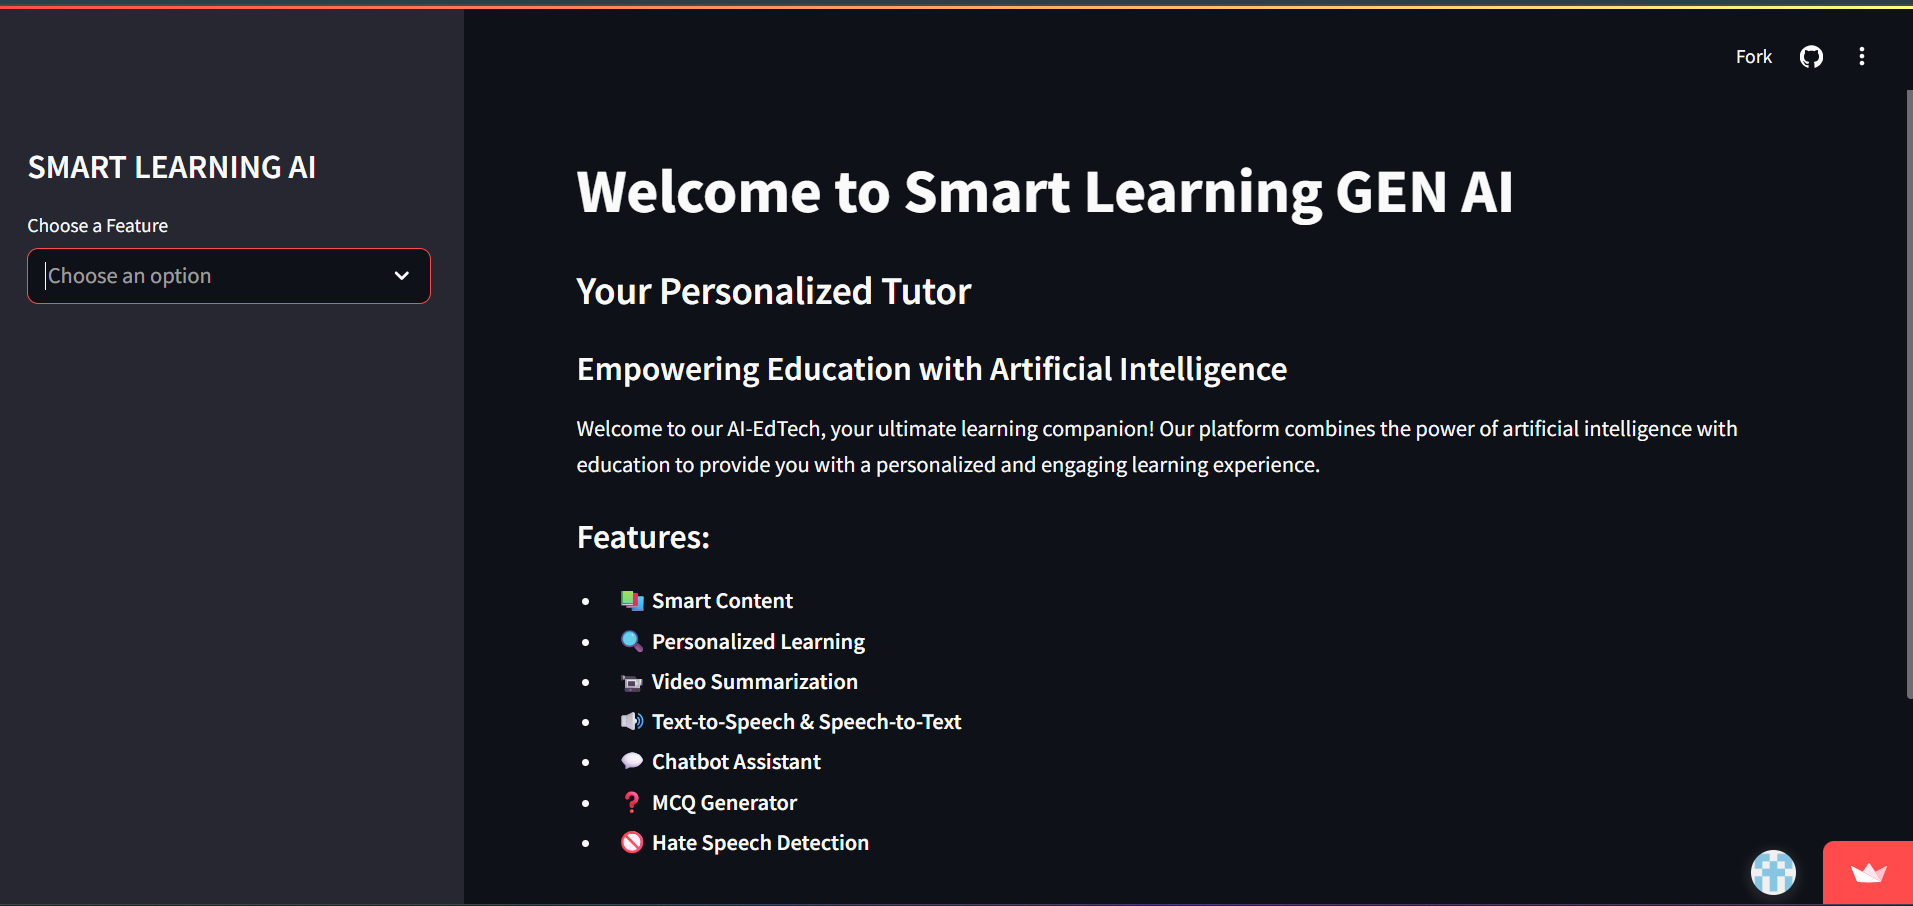 Fork
SMART LEARNING AI
Choose a Feature
Choose an option
Welcome to Smart Learning GEN AI
Your Personalized Tutor
Empowering Education with Artificial Intelligence
Welcome to our AI-EdTech, your ultimate learning companion! Our platform combines the power of artificial intelligence with
education to provide you with a personalized and engaging learning experience.
Features:
• 📚 Smart Content
• 🔍 Personalized Learning
• 📹 Video Summarization
• 🔊 Text-to-Speech & Speech-to-Text
• 💬 Chatbot Assistant
• ❓ MCQ Generator
• 🚫 Hate Speech Detection